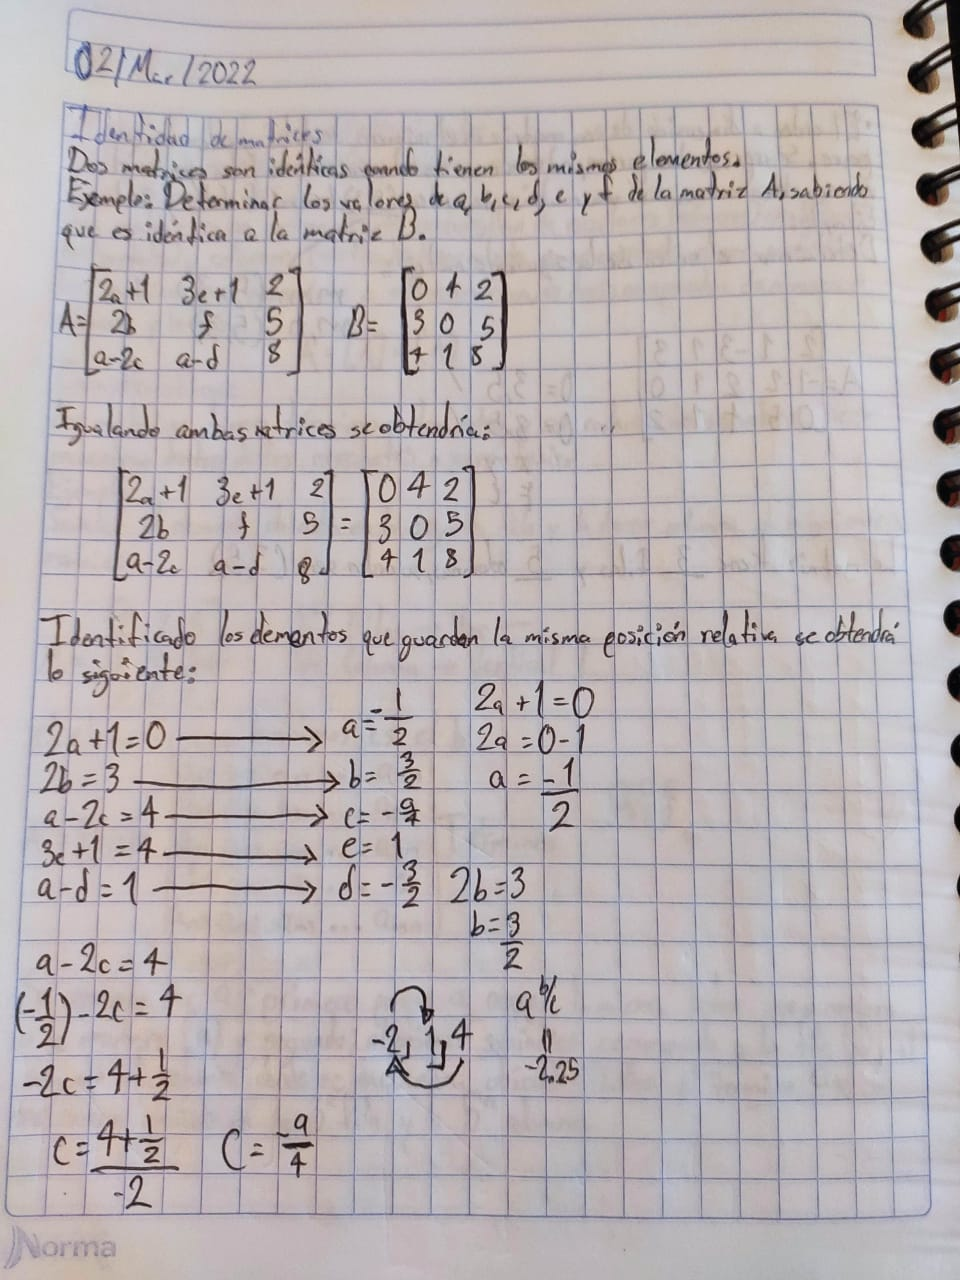 02/Mar/2022
Identidad de matrices
Dos matrices son idénticas cuando tienen los mismos elementos.
Ejemplo: Determinar los valores de a, b, c, d, e y f de la matriz A, sabiendo
que es idéntica a la matriz B.
A= [2a+1 3e+1 2] B= [0 4 2]
[2b f 5] [3 0 5]
[a-2c a-d 8] [4 1 8]
Igualando ambas matrices se obtendría:
[2a+1 3e+1 2] [0 4 2]
[2b f 5] = [3 0 5]
[a-2c a-d 8] [4 1 8]
Identificado los elementos que guardan la misma posición relativa se obtendrá
lo siguiente:
2a+1=0 → a=-1/2
2b=3 → b=3/2
a-2c=4 → c=-9/4
3e+1=4 → e=1
a-d=1 → d=-3/2
2a+1=0
2a=0-1
a=-1/2
2b=3
b=3/2
a-2c=4
(-1/2)-2c=4
-2c=4+1/2
c=4+1/2
-2
C=-9/4
-2,1,4
a b/c
||
-2.25
Norma